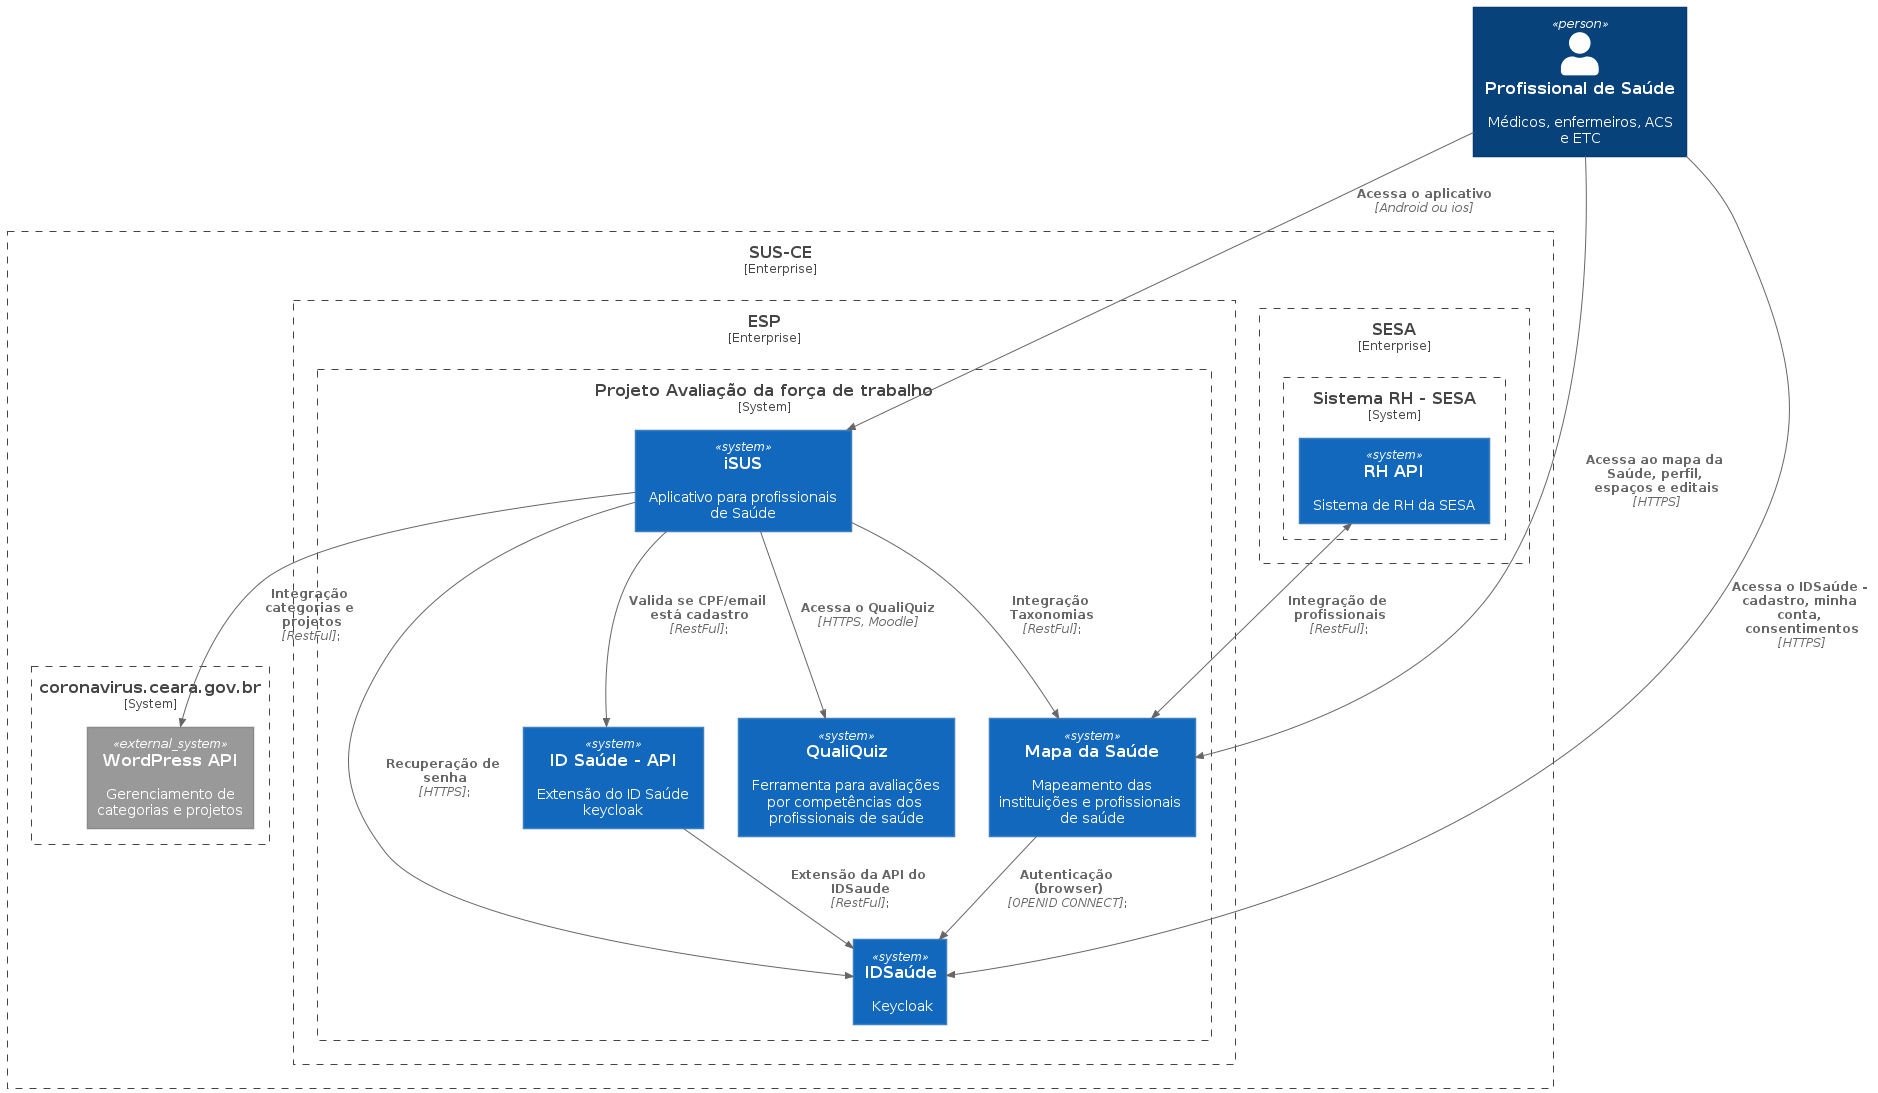 «person»
Profissional de Saúde
Médicos, enfermeiros, ACS
e ETC
Acessa o aplicativo
[Android ou ios]
SUS-CE
[Enterprise]
ESP
[Enterprise]
SESA
[Enterprise]
Projeto Avaliação da força de trabalho
[System]
Sistema RH - SESA
[System]
«system»
iSUS
Aplicativo para profissionais
de Saúde
«system»
RH API
Sistema de RH da SESA
Acessa ao mapa da
Saúde, perfil,
espaços e editais
[HTTPS]
Integração
categorias e
projetos
[RestFul];
Valida se CPF/email
está cadastro
[RestFul];
Acessa o QualiQuiz
[HTTPS, Moodle]
Integração
Taxonomias
[RestFul];
Integração de
profissionais
[RestFul];
Acessa o IDSaúde -
cadastro, minha
conta,
consentimentos
[HTTPS]
coronavirus.ceara.gov.br
[System]
«external_system»
WordPress API
Gerenciamento de
categorias e projetos
Recuperação de
senha
[HTTPS];
«system»
ID Saúde - API
Extensão do ID Saúde
keycloak
«system»
QualiQuiz
Ferramenta para avaliações
por competências dos
profissionais de saúde
«system»
Mapa da Saúde
Mapeamento das
instituições e profissionais
de saúde
Extensão da API do
IDSaude
[RestFul];
Autenticação
(browser)
[OPENID CONNECT];
«system»
IDSaúde
Keycloak